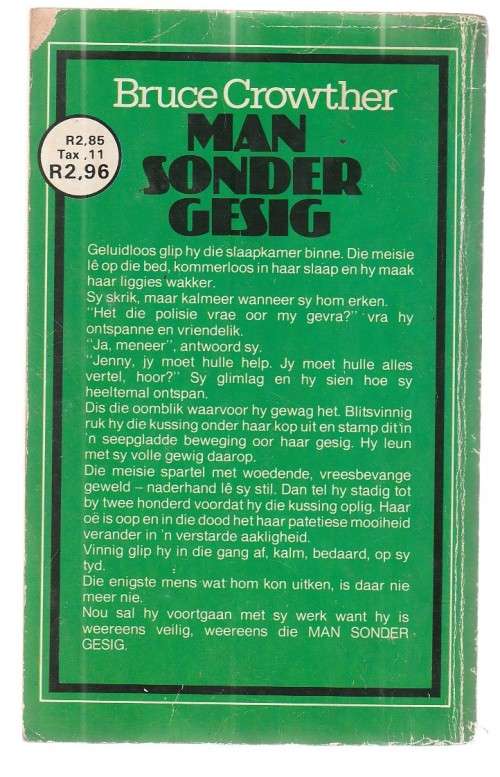 Bruce Crowther
MAN
SONDER
GESIG
R2,85
Tax ,11
R2,96
Geluidloos glip hy die slaapkamer binne. Die meisie
lê op die bed, kommerloos in haar slaap en hy maak
haar liggies wakker.
Sy skrik, maar kalmeer wanneer sy hom erken.
"Het die polisie vrae oor my gevra?" vra hy
ontspanne en vriendelik.
"Ja, meneer", antwoord sy.
"Jenny, jy moet hulle help. Jy moet hulle alles
vertel, hoor?" Sy glimlag en hy sien hoe sy
heeltemal ontspan.
Dis die oomblik waarvoor hy gewag het. Blitsvinnig
ruk hy die kussing onder haar kop uit en stamp dit in
'n seepgladde beweging oor haar gesig. Hy leun
met sy volle gewig daarop.
Die meisie spartel met woedende, vreesbevange
geweld – naderhand lê sy stil. Dan tel hy stadig tot
by twee honderd voordat hy die kussing oplig. Haar
oë is oop en in die dood het haar patetiese mooiheid
verander in 'n verstarde aakligheid.
Vinnig glip hy in die gang af, kalm, bedaard, op sy
tyd.
Die enigste mens wat hom kon uitken, is daar nie
meer nie.
Nou sal hy voortgaan met sy werk want hy is
weereens veilig, weereens die MAN SONDER
GESIG.